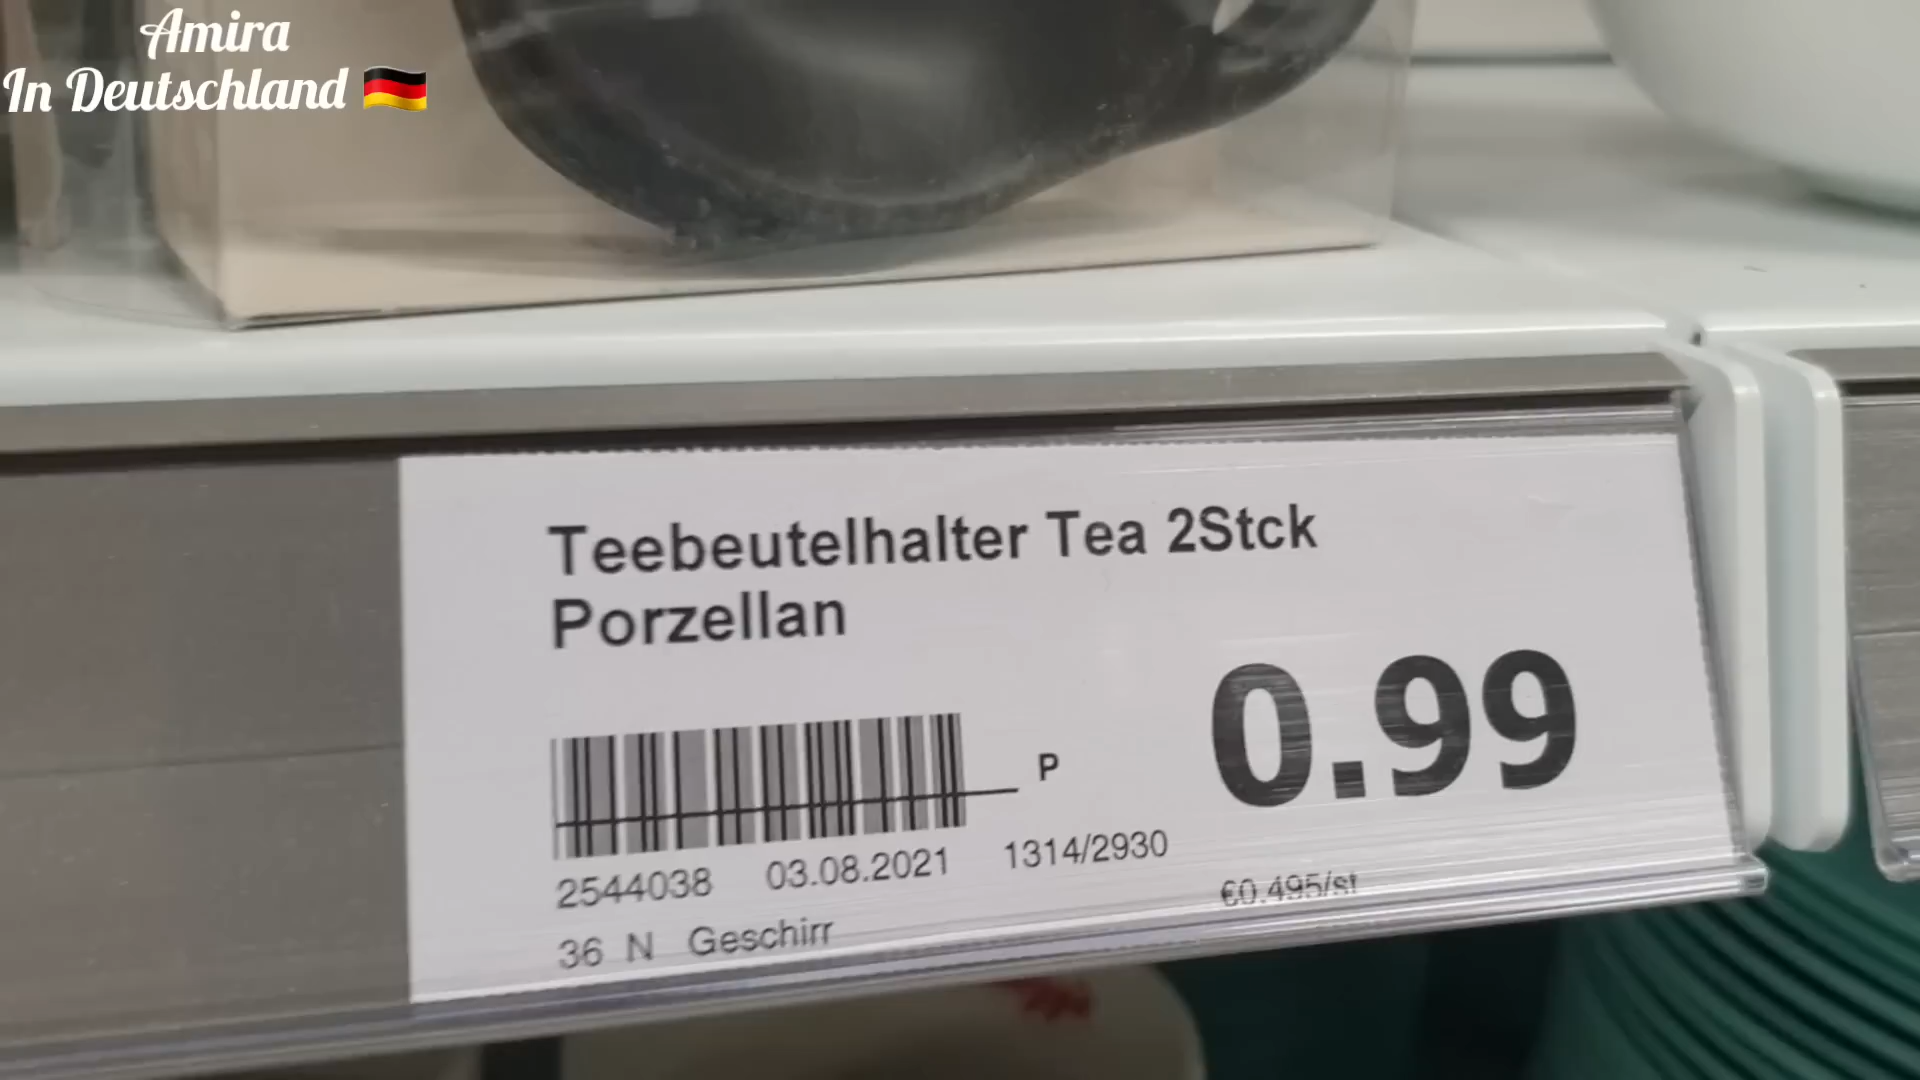 Amira
In Deutschland
Teebeutelhalter Tea 2Stck
Porzellan
P
0.99
2544038 03.08.2021 1314/2930
€0.495/st
36 N Geschirr